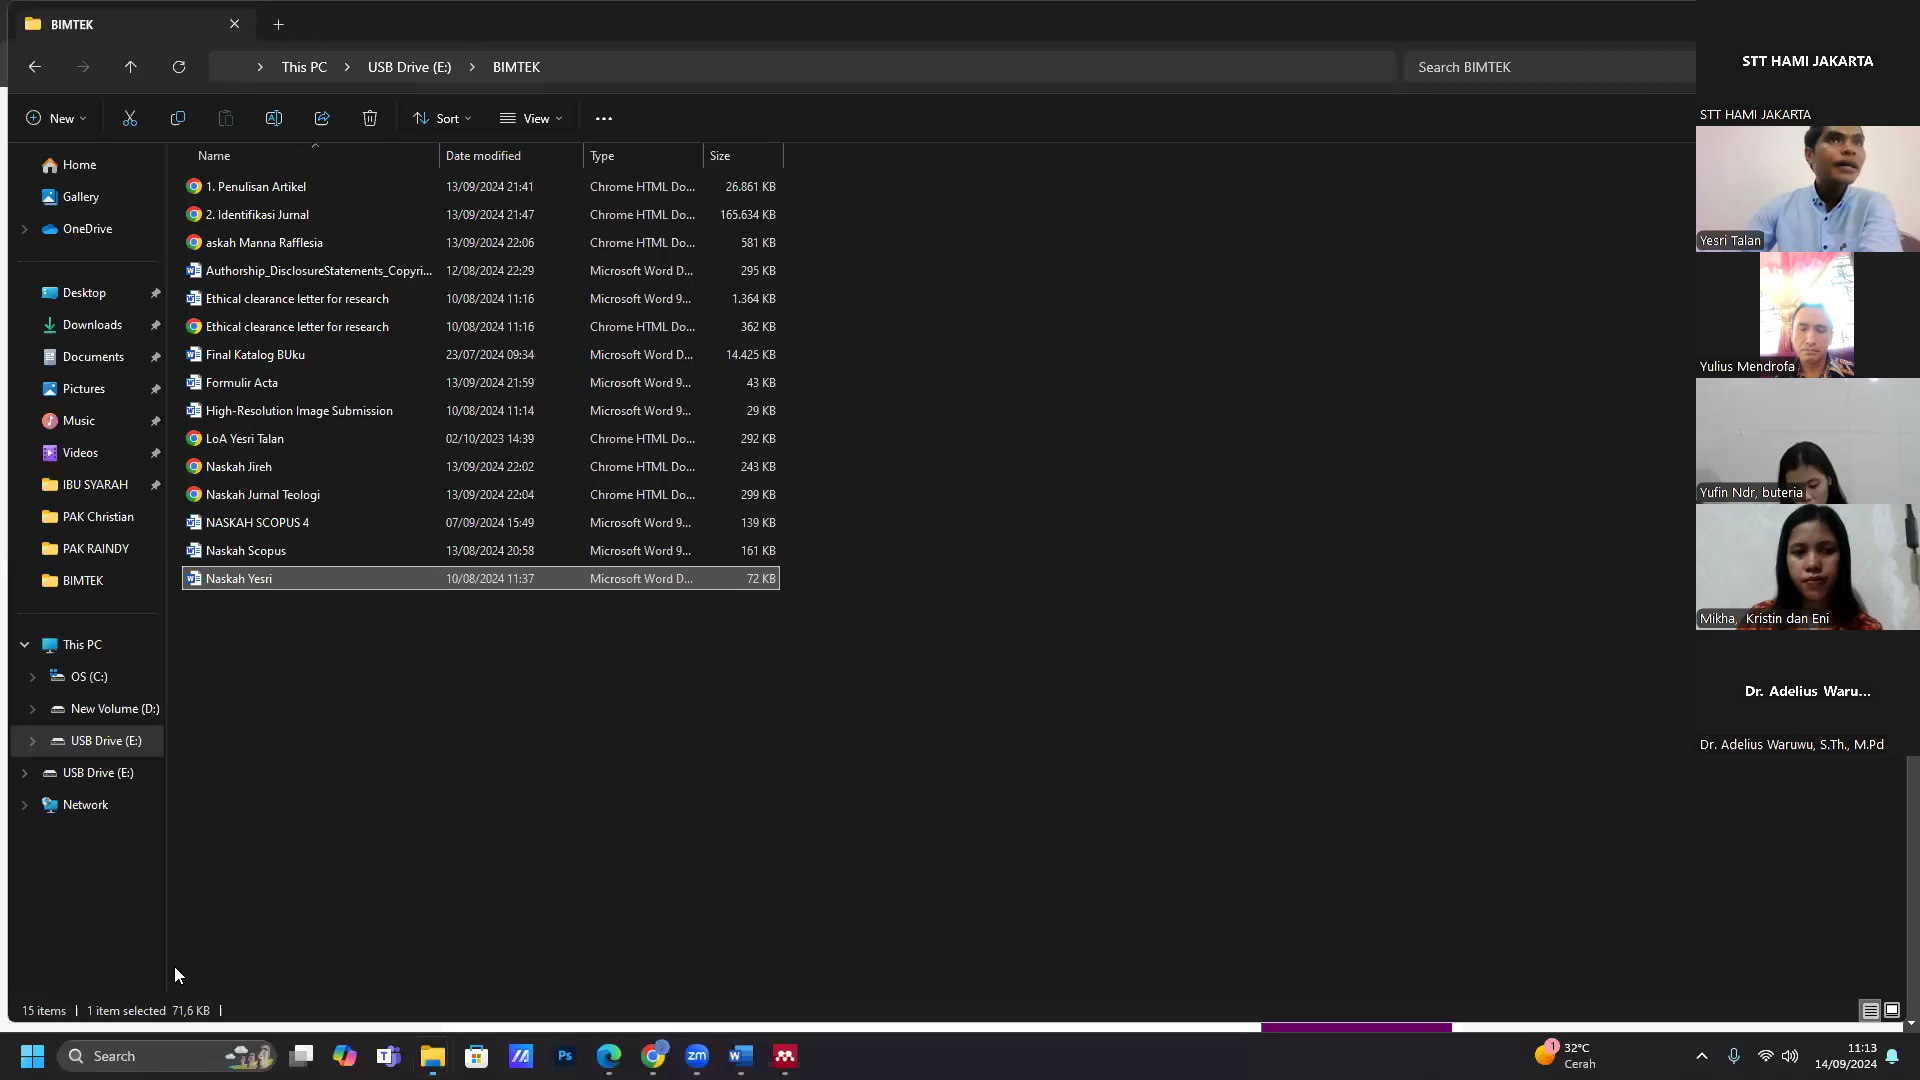 BIMTEK
This PC
USB Drive (E:)
BIMTEK
Search BIMTEK
New
Sort
View
Name Date modified Type Size
1. Penulisan Artikel 13/09/2024 21:41 Chrome HTML Do... 26.861 KB
2. Identifikasi Jurnal 13/09/2024 21:47 Chrome HTML Do... 165.634 KB
askah Manna Rafflesia 13/09/2024 22:06 Chrome HTML Do... 581 KB
Authorship_DisclosureStatements_Copyri... 12/08/2024 22:29 Microsoft Word D... 295 KB
Ethical clearance letter for research 10/08/2024 11:16 Microsoft Word 9... 1.364 KB
Ethical clearance letter for research 10/08/2024 11:16 Chrome HTML Do... 362 KB
Final Katalog BUku 23/07/2024 09:34 Microsoft Word D... 14.425 KB
Formulir Acta 13/09/2024 21:59 Microsoft Word 9... 43 KB
High-Resolution Image Submission 10/08/2024 11:14 Microsoft Word 9... 29 KB
LoA Yesri Talan 02/10/2023 14:39 Chrome HTML Do... 292 KB
Naskah Jireh 13/09/2024 22:02 Chrome HTML Do... 243 KB
Naskah Jurnal Teologi 13/09/2024 22:04 Chrome HTML Do... 299 KB
NASKAH SCOPUS 4 07/09/2024 15:49 Microsoft Word 9... 139 KB
Naskah Scopus 13/08/2024 20:58 Microsoft Word 9... 161 KB
Naskah Yesri 10/08/2024 11:37 Microsoft Word D... 72 KB
Home
Gallery
OneDrive
Desktop
Downloads
Documents
Pictures
Music
Videos
IBU SYARAH
PAK Christian
PAK RAINDY
BIMTEK
This PC
OS (C:)
New Volume (D:)
USB Drive (E:)
USB Drive (E:)
Network
15 items 1 item selected 71,6 KB
STT HAMI JAKARTA
STT HAMI JAKARTA
Yesri Talan
Yulius Mendrofa
Yufin Ndr, buteria
Mikha, Kristin dan Eni
Dr. Adelius Waru...
Dr. Adelius Waruwu, S.Th., M.Pd
Search
Ps
zm
1
32°C
Cerah
11:13
14/09/2024